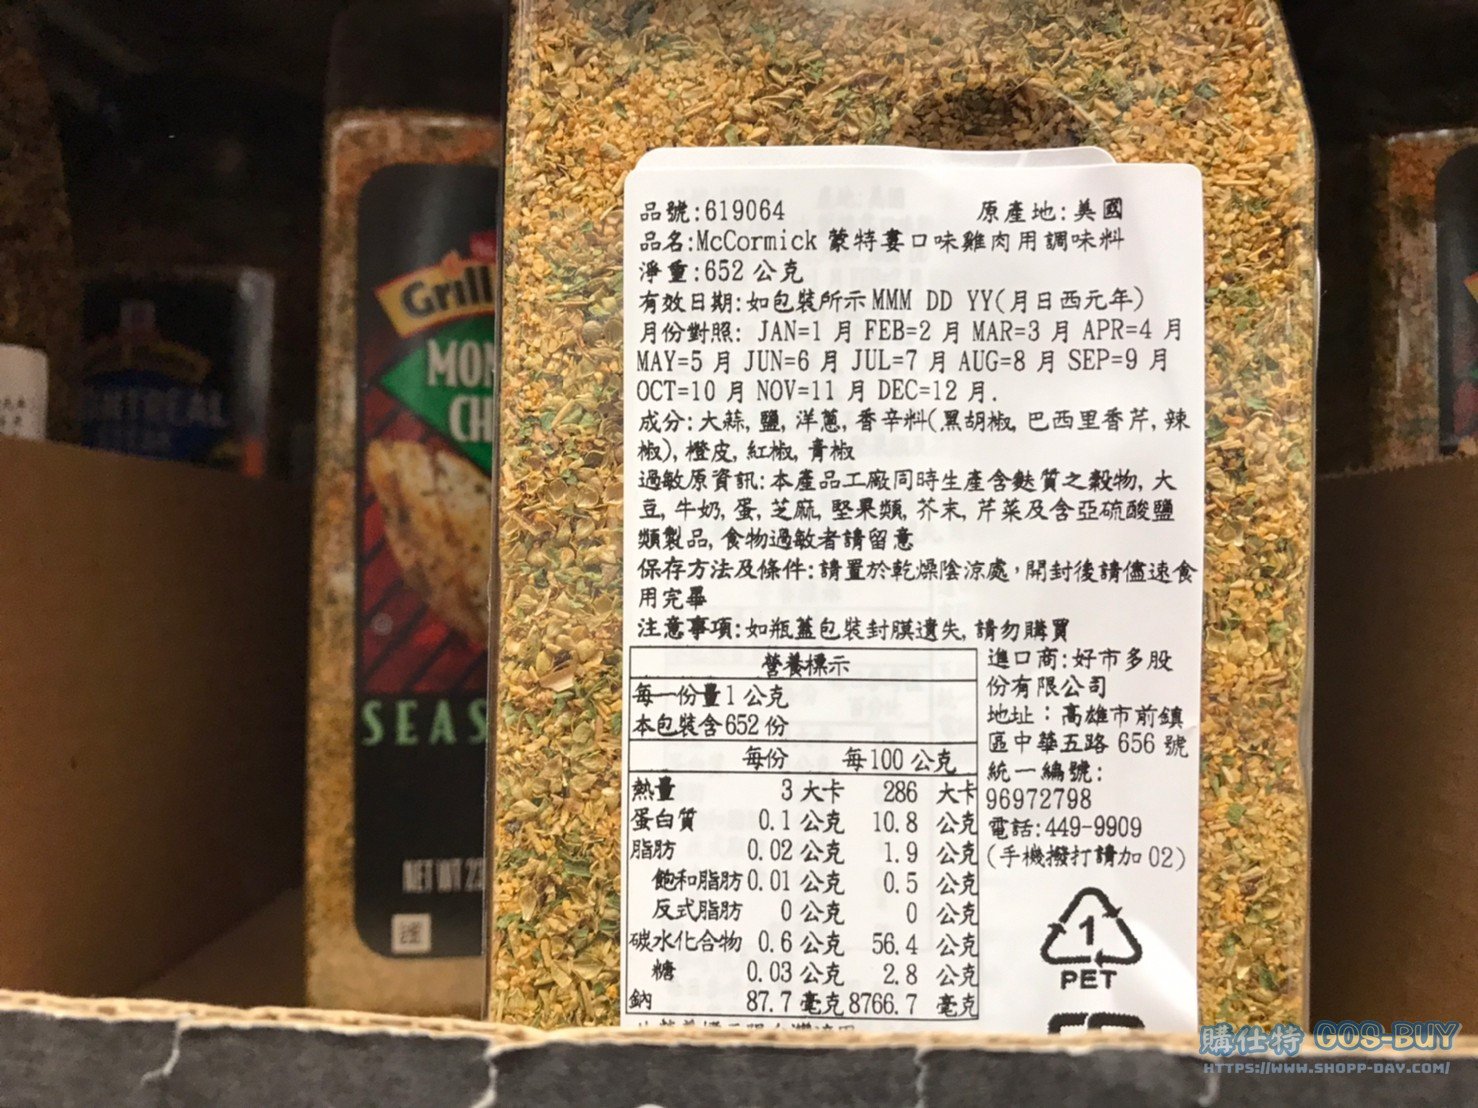 品號:619064 原產地:美國
品名:McCormick 蒙特婁口味雞肉用調味料
淨重:652 公克
有效日期:如包裝所示 MMM DD YY(月日西元年)
月份對照: JAN=1 月 FEB=2 月 MAR=3 月 APR=4 月
MAY=5 月 JUN=6 月 JUL=7 月 AUG=8 月 SEP=9 月
OCT=10 月 NOV=11 月 DEC=12 月.
成分:大蒜, 鹽, 洋蔥, 香辛料(黑胡椒, 巴西里香芹, 辣
椒), 橙皮, 紅椒, 青椒
過敏原資訊:本產品工廠同時生產含麩質之穀物, 大
豆, 牛奶, 蛋, 芝麻, 堅果類, 芥末, 芹菜及含亞硫酸鹽
類製品, 食物過敏者請留意
保存方法及條件:請置於乾燥陰涼處，開封後請儘速食
用完畢
注意事項:如瓶蓋包裝封膜遺失, 請勿購買
營養標示
每一份量 1 公克
本包裝含 652 份
每份 每 100 公克
熱量 3 大卡 286 大卡
蛋白質 0.1 公克 10.8 公克
脂肪 0.02 公克 1.9 公克
飽和脂肪 0.01 公克 0.5 公克
反式脂肪 0 公克 0 公克
碳水化合物 0.6 公克 56.4 公克
糖 0.03 公克 2.8 公克
鈉 87.7 毫克 8766.7 毫克
進口商:好市多股
份有限公司
地址：高雄市前鎮
區中華五路 656 號
統一編號:
96972798
電話:449-9909
(手機撥打請加 02)
1
PET
Grill
MON
CH
SEAS
NET WT 23
購仕特 GOS-BUY
HTTPS://WWW.SHOPP-DAY.COM/